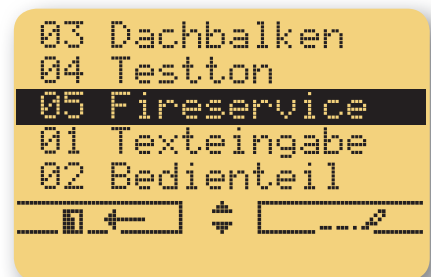 03 Dachbalken
04 Testton
05 Fireservice
01 Texteingabe
02 Bedienteil